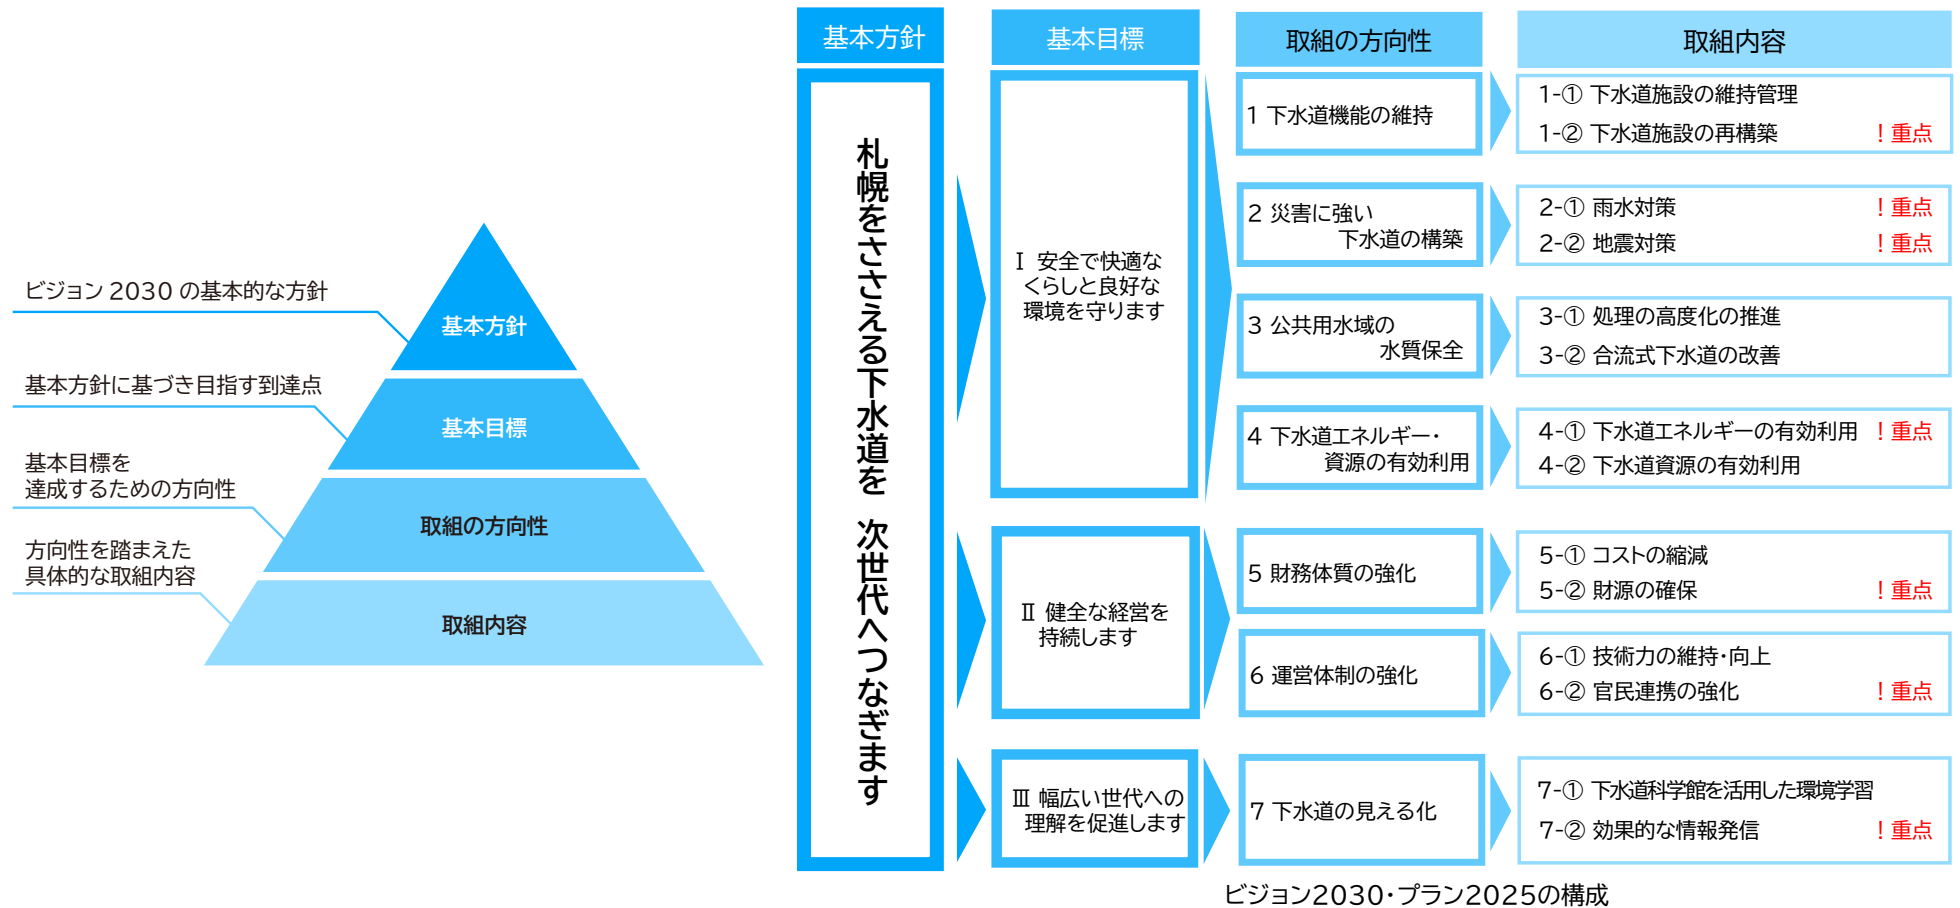 ビジョン 2030 の基本的な方針
基本方針に基づき目指す到達点
基本目標を
達成するための方向性
方向性を踏まえた
具体的な取組内容
基本方針
基本目標
取組の方向性
取組内容
基本方針
札幌をささえる下水道を 次世代へつなぎます
基本目標
Ⅰ 安全で快適な
くらしと良好な
環境を守ります
Ⅱ 健全な経営を
持続します
Ⅲ 幅広い世代への
理解を促進します
取組の方向性
1 下水道機能の維持
2 災害に強い
下水道の構築
3 公共用水域の
水質保全
4 下水道エネルギー・
資源の有効利用
5 財務体質の強化
6 運営体制の強化
7 下水道の見える化
取組内容
1-① 下水道施設の維持管理
1-② 下水道施設の再構築 ！重点
2-① 雨水対策 ！重点
2-② 地震対策 ！重点
3-① 処理の高度化の推進
3-② 合流式下水道の改善
4-① 下水道エネルギーの有効利用 ！重点
4-② 下水道資源の有効利用
5-① コストの縮減
5-② 財源の確保 ！重点
6-① 技術力の維持・向上
6-② 官民連携の強化 ！重点
7-① 下水道科学館を活用した環境学習
7-② 効果的な情報発信 ！重点
ビジョン2030・プラン2025の構成